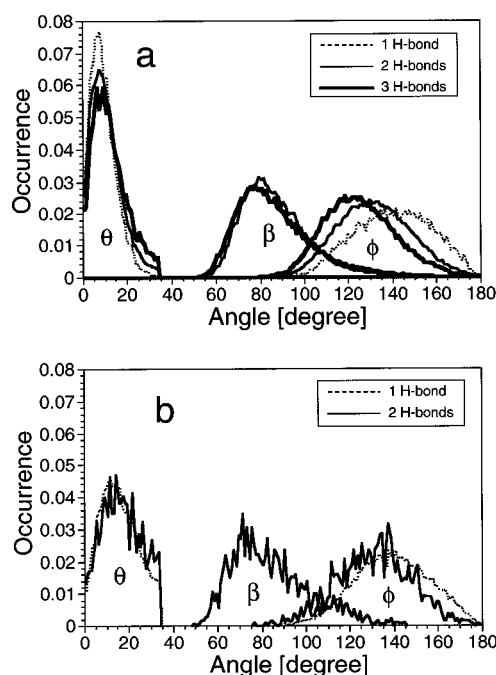 0.08
0.07
0.06
0.05
0.04
0.03
0.02
0.01
0
Occurrence
a
1 H-bond
2 H-bonds
3 H-bonds
θ
β
ϕ
0 20 40 60 80 100 120 140 160 180
Angle [degree]
0.08
0.07
0.06
0.05
0.04
0.03
0.02
0.01
0
Occurrence
b
1 H-bond
2 H-bonds
θ
β
ϕ
0 20 40 60 80 100 120 140 160 180
Angle [degree]